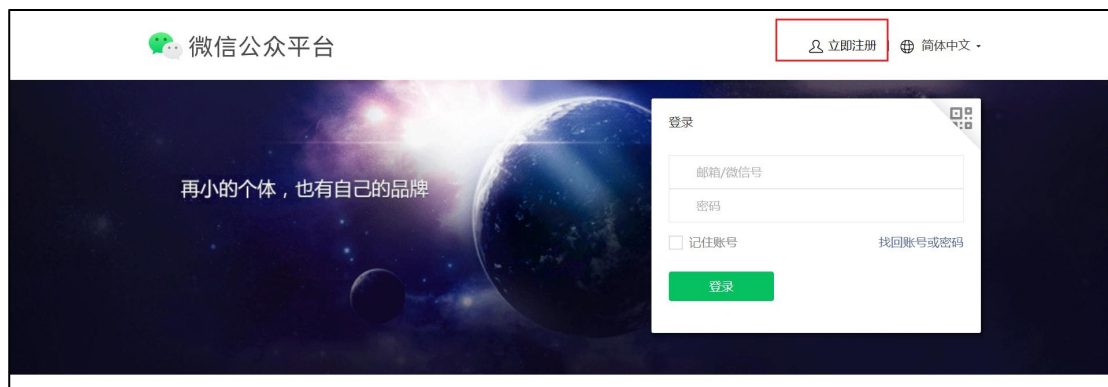 微信公众平台
立即注册
简体中文
登录
邮箱/微信号
再小的个体，也有自己的品牌
密码
记住账号
找回账号或密码
登录